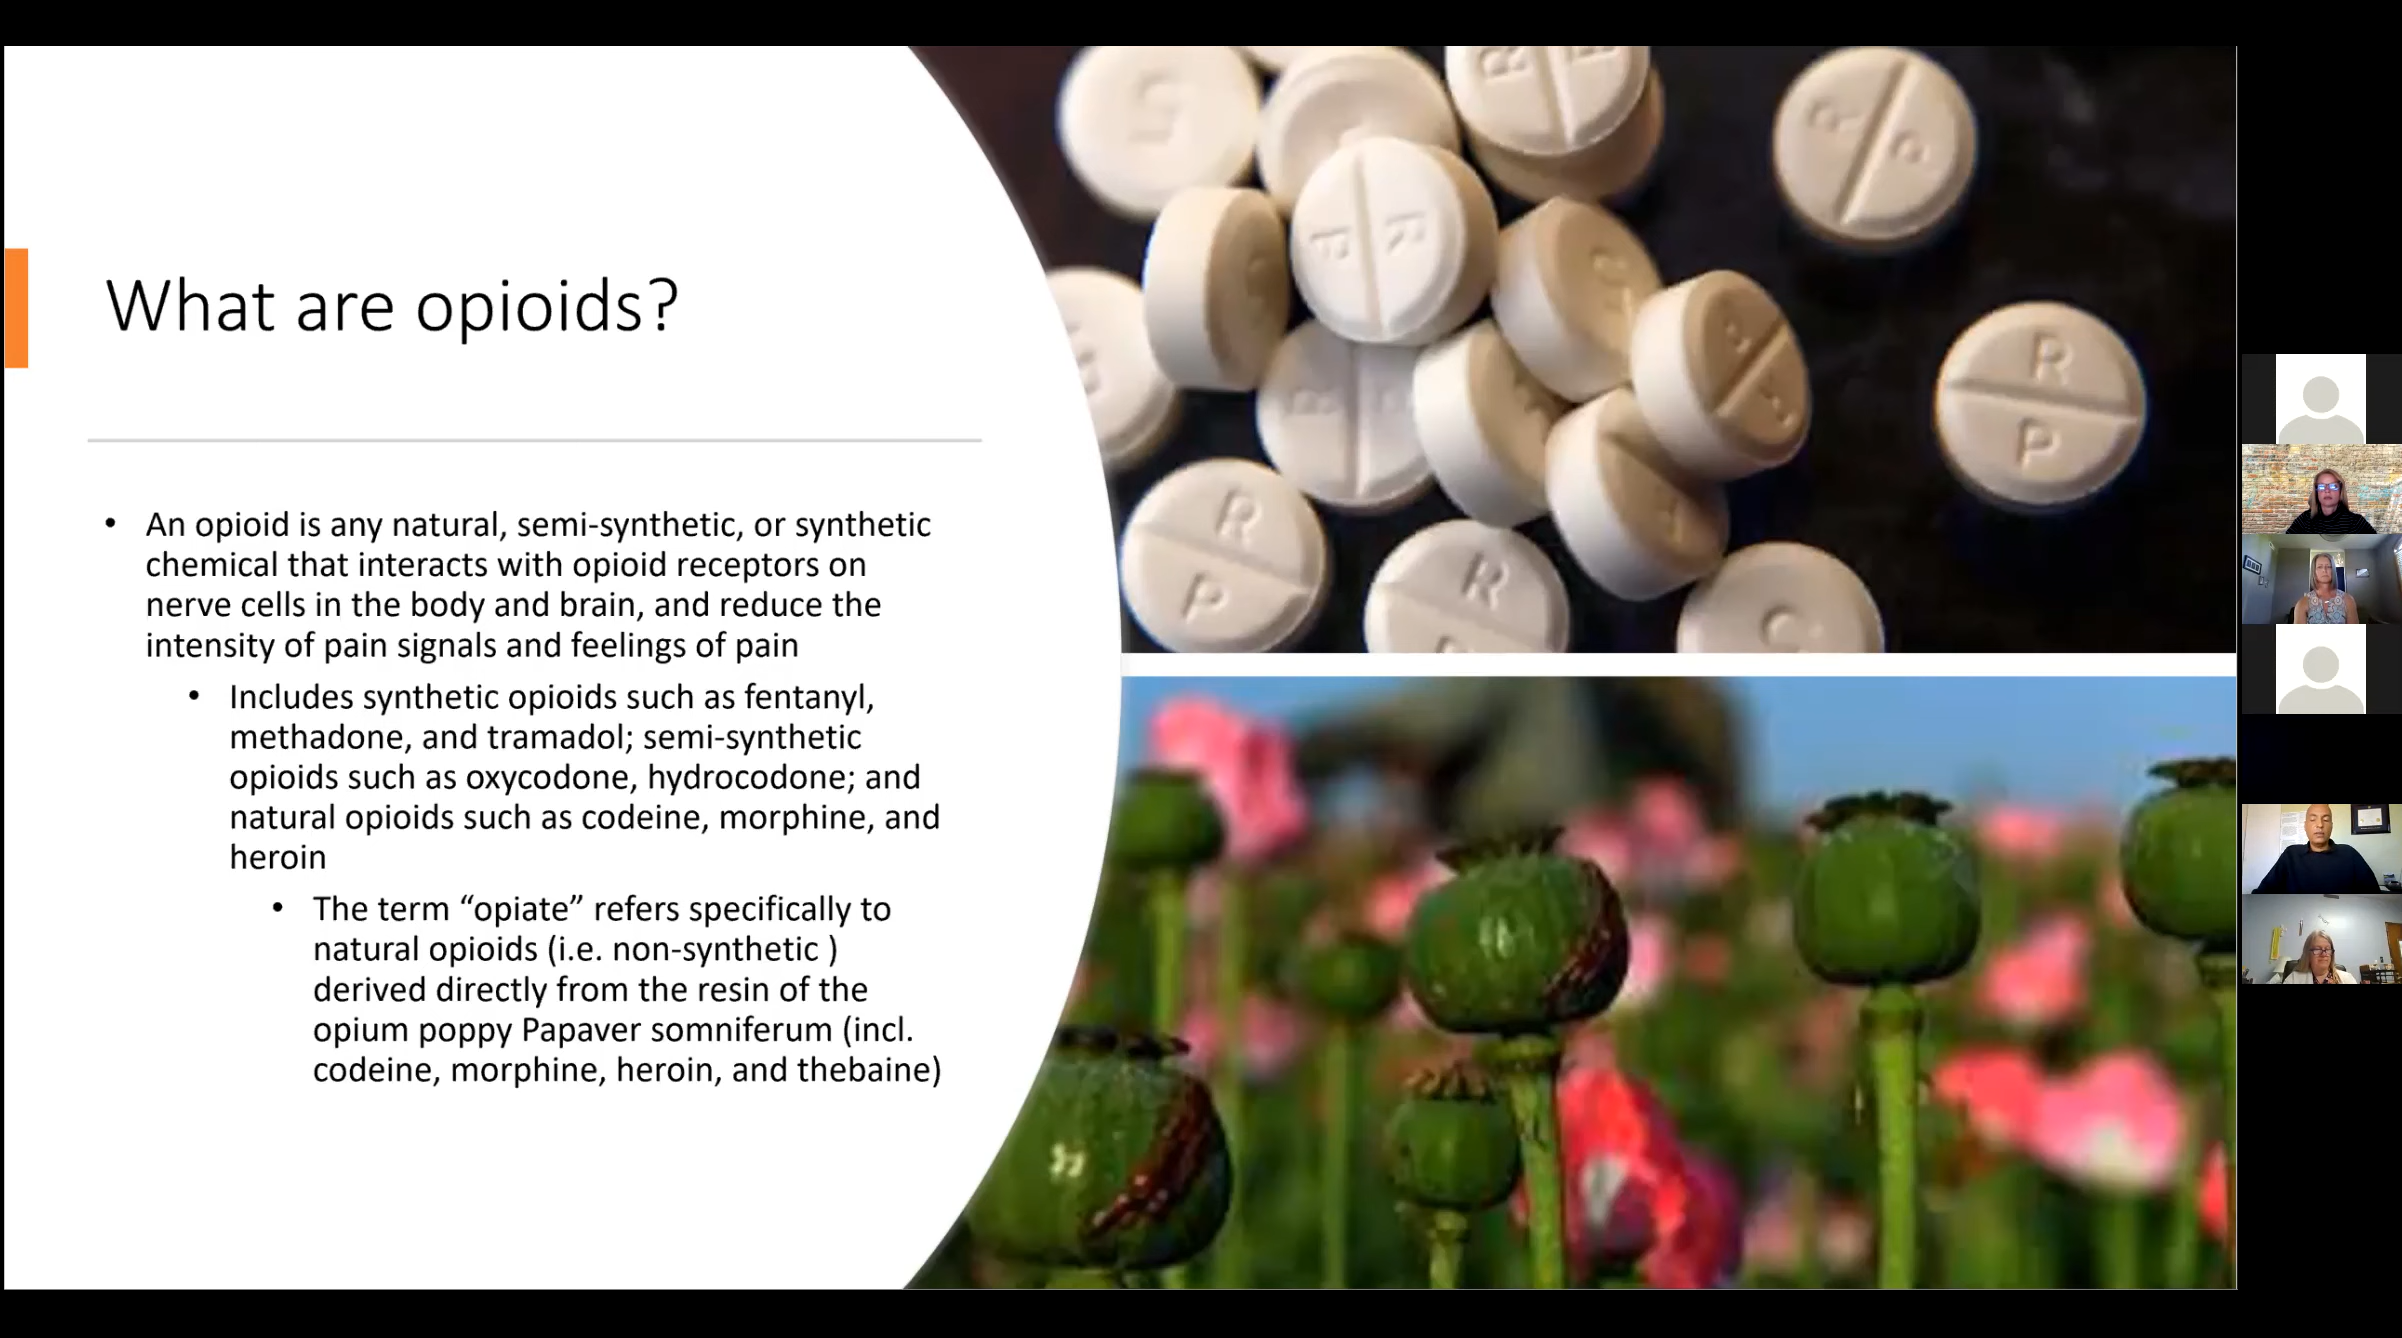 What are opioids?
• An opioid is any natural, semi-synthetic, or synthetic
chemical that interacts with opioid receptors on
nerve cells in the body and brain, and reduce the
intensity of pain signals and feelings of pain
• Includes synthetic opioids such as fentanyl,
methadone, and tramadol; semi-synthetic
opioids such as oxycodone, hydrocodone; and
natural opioids such as codeine, morphine, and
heroin
• The term “opiate” refers specifically to
natural opioids (i.e. non-synthetic )
derived directly from the resin of the
opium poppy Papaver somniferum (incl.
codeine, morphine, heroin, and thebaine)
R P
R P
R
P
R P
R P
R
P
R